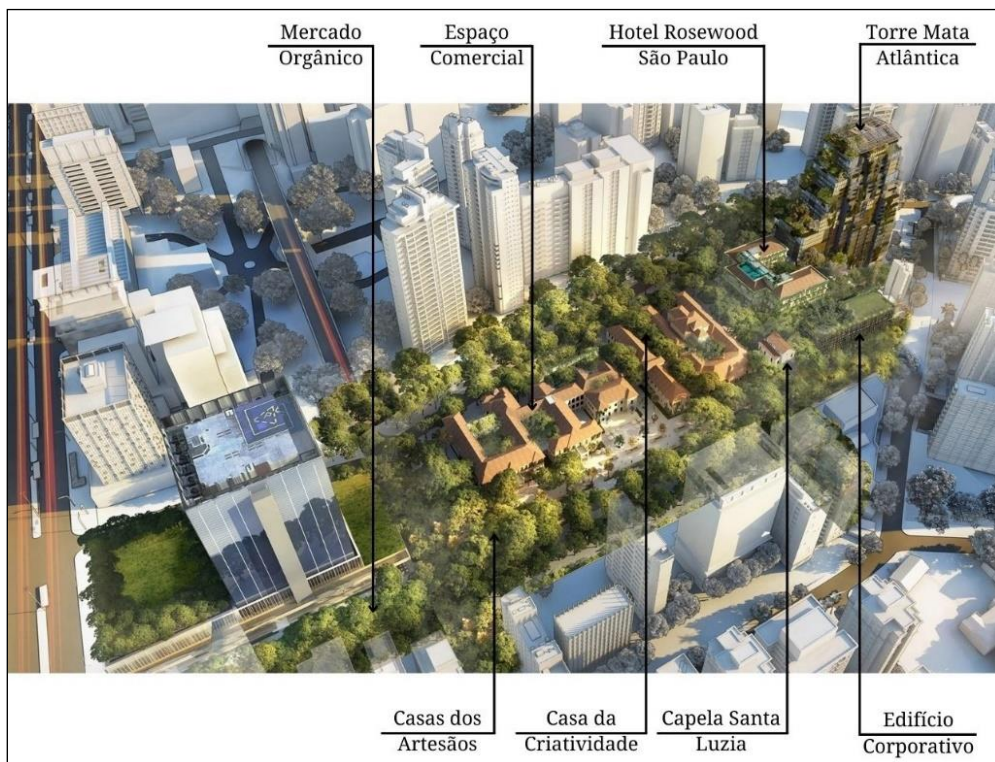 Mercado
Orgânico
Espaço
Comercial
Hotel Rosewood
São Paulo
Torre Mata
Atlântica
Casas dos
Artesãos
Casa da
Criatividade
Capela Santa
Luzia
Edifício
Corporativo